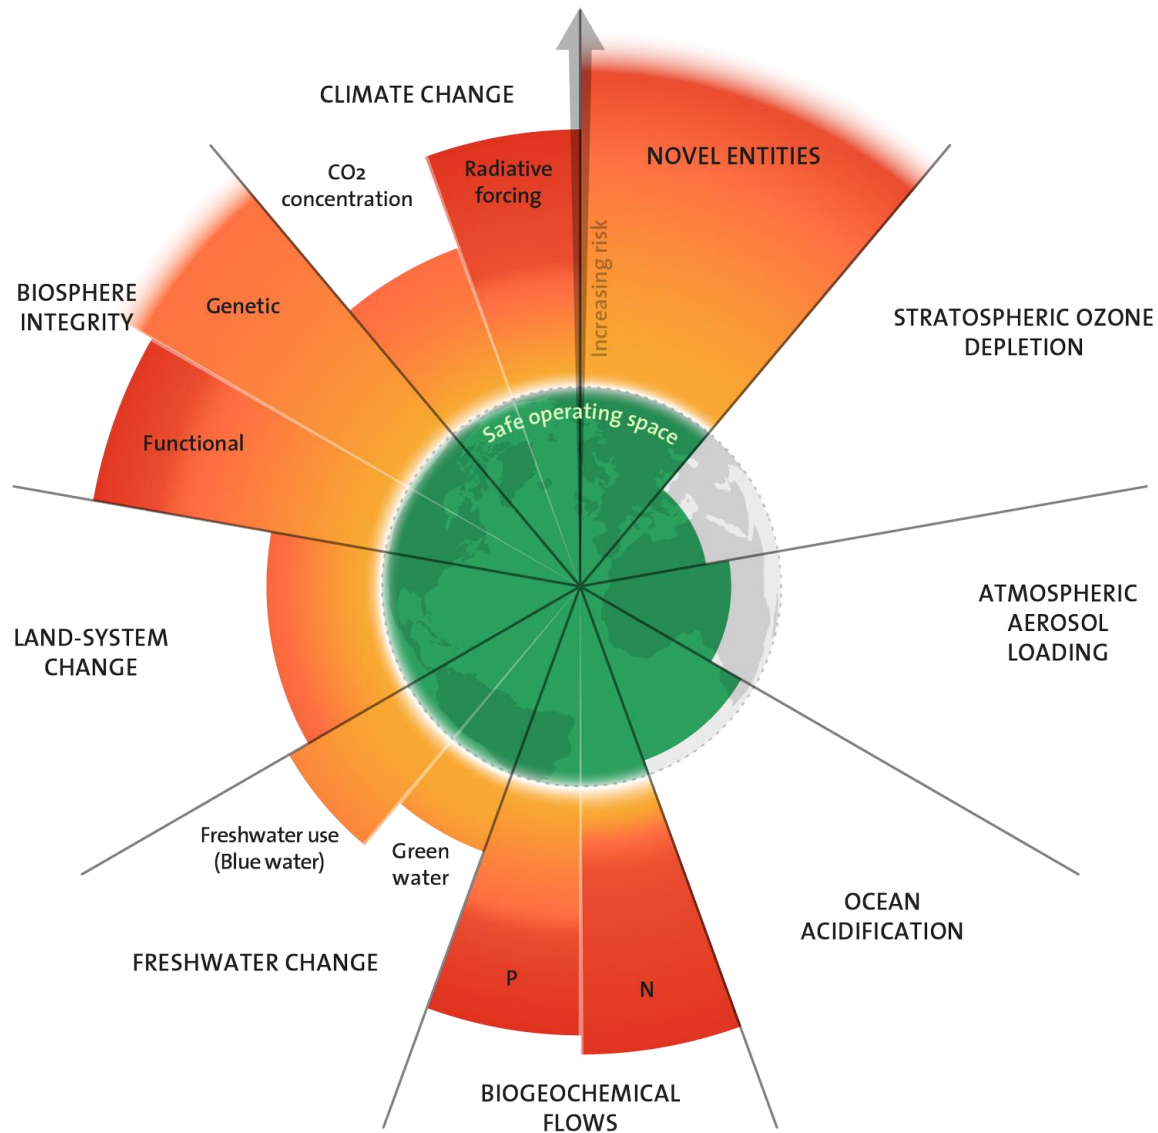 CLIMATE CHANGE
CO2
concentration
Radiative
forcing
NOVEL ENTITIES
Increasing risk
BIOSPHERE
INTEGRITY
Genetic
Functional
STRATOSPHERIC OZONE
DEPLETION
Safe operating space
ATMOSPHERIC
AEROSOL
LOADING
LAND-SYSTEM
CHANGE
Freshwater use
(Blue water)
Green
water
FRESHWATER CHANGE
OCEAN
ACIDIFICATION
P
N
BIOGEOCHEMICAL
FLOWS